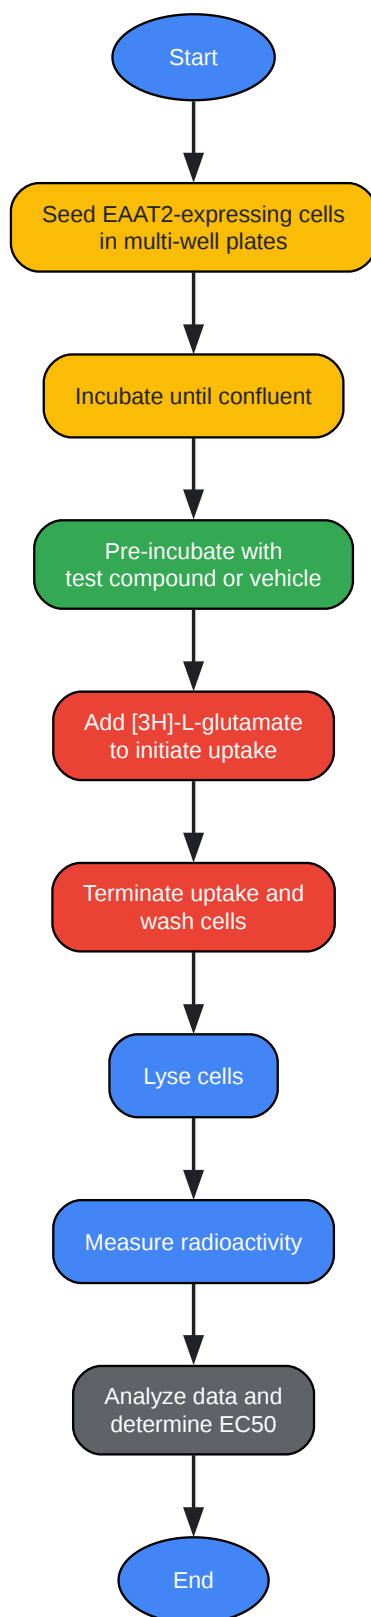 Start
Seed EAAT2-expressing cells
in multi-well plates
Incubate until confluent
Pre-incubate with
test compound or vehicle
Add [3H]-L-glutamate
to initiate uptake
Terminate uptake and
wash cells
Lyse cells
Measure radioactivity
Analyze data and
determine EC50
End